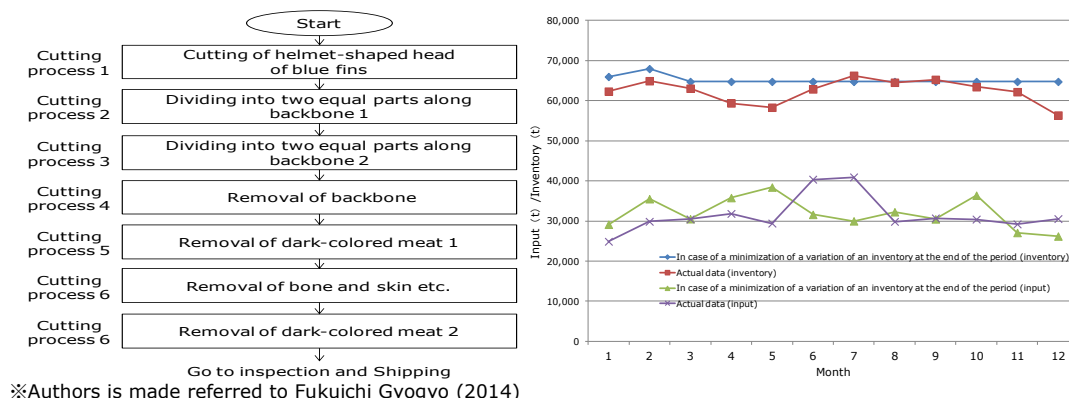 Start
Cutting
process 1
Cutting of helmet-shaped head
of blue fins
Cutting
process 2
Dividing into two equal parts along
backbone 1
Cutting
process 3
Dividing into two equal parts along
backbone 2
Cutting
process 4
Removal of backbone
Cutting
process 5
Removal of dark-colored meat 1
Cutting
process 6
Removal of bone and skin etc.
Cutting
process 6
Removal of dark-colored meat 2
Go to inspection and Shipping
※Authors is made referred to Fukuichi Gyogyo (2014)
Input (t) /Inventory (t)
80,000
70,000
60,000
50,000
40,000
30,000
20,000
10,000
0
In case of a minimization of a variation of an inventory at the end of the period (inventory)
Actual data (inventory)
In case of a minimization of a variation of an inventory at the end of the period (input)
Actual data (input)
1 2 3 4 5 6 7 8 9 10 11 12
Month